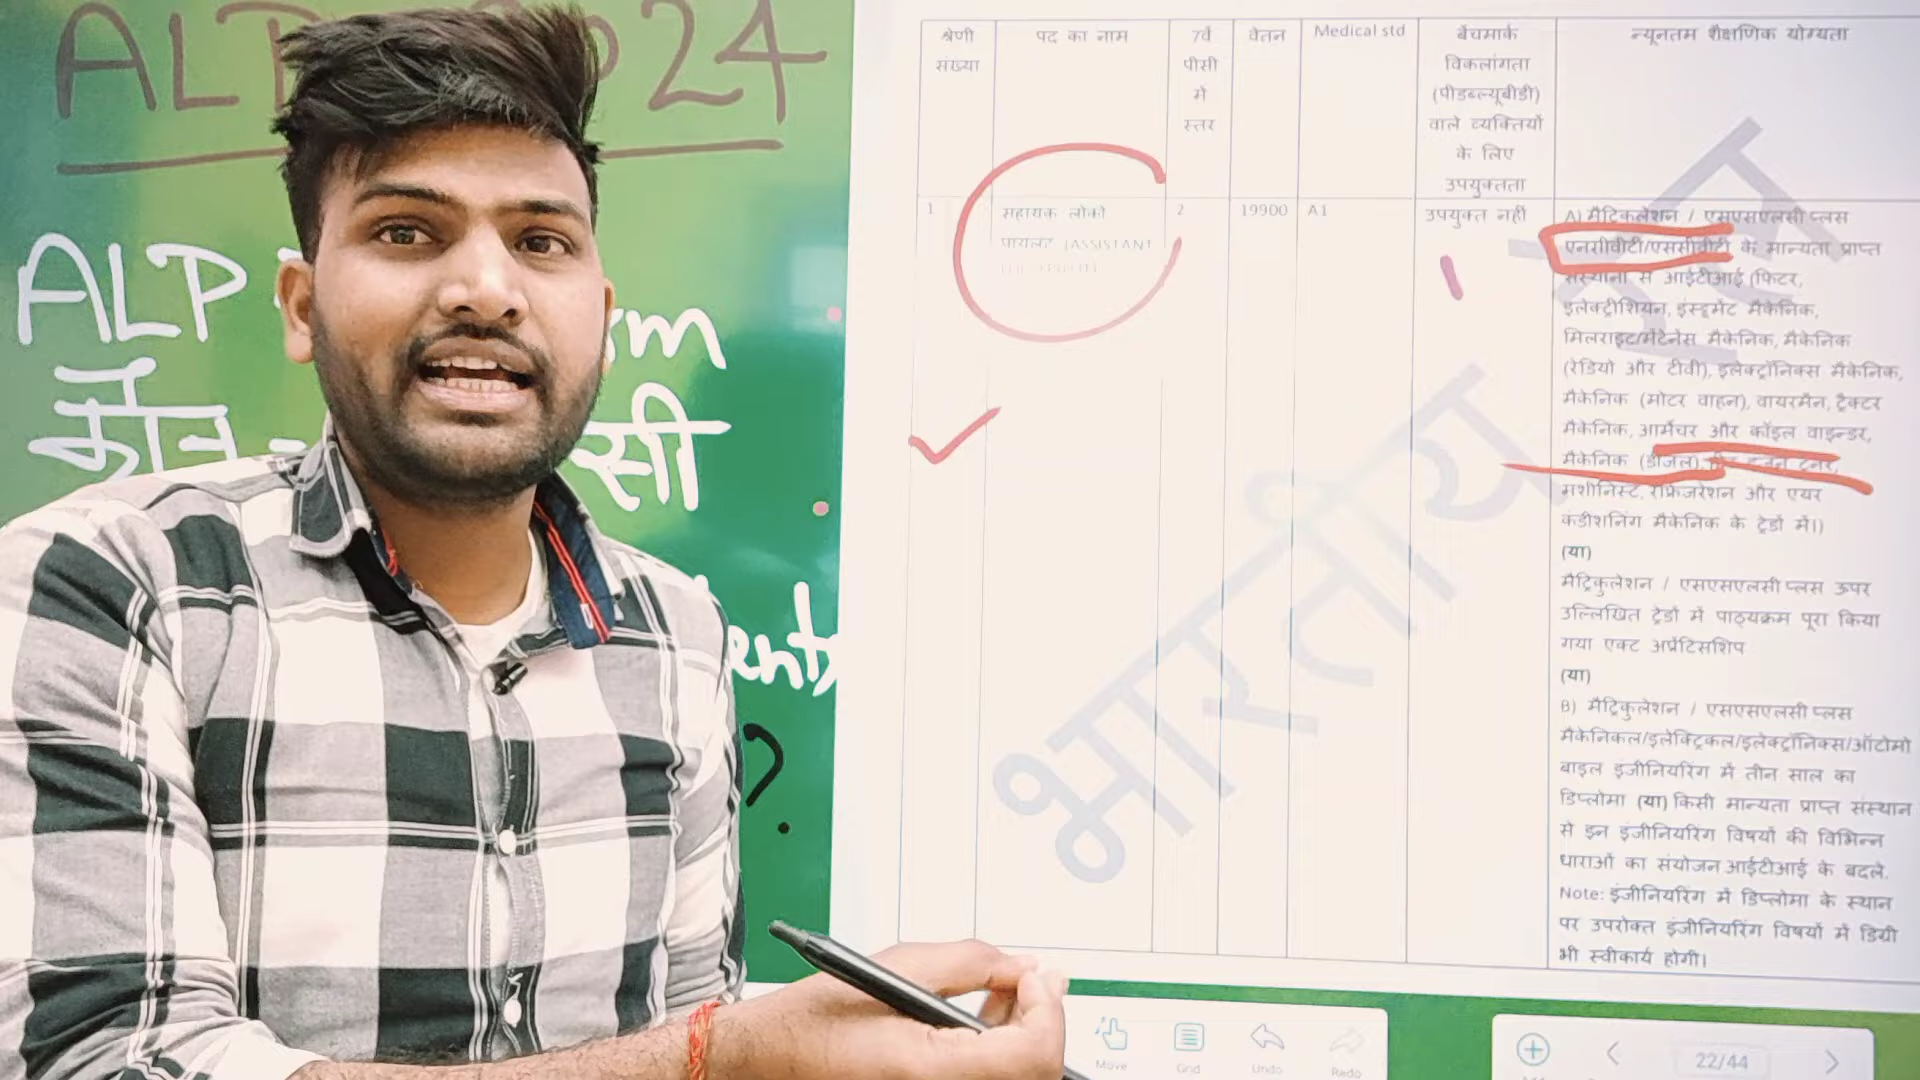 ALP 2024
ALP
कौन सी
ents
?
श्रेणी संख्या
पद का नाम
7वें पीसी में स्तर
वेतन
Medical std
बेंचमार्क विकलांगता (पीडब्ल्यूबीडी) वाले व्यक्तियों के लिए उपयुक्तता
न्यूनतम शैक्षणिक योग्यता
1
सहायक लोको
पायलट (ASSISTANT
2
19900
A1
उपयुक्त नहीं
A) मैट्रिकुलेशन / एसएसएलसी प्लस
एनसीवीटी/एससीवीटी के मान्यता प्राप्त
संस्थानों से आईटीआई (फिटर,
इलेक्ट्रीशियन, इंस्ट्रूमेंट मैकेनिक,
मिलराइट/मेंटेनेंस मैकेनिक, मैकेनिक
(रेडियो और टीवी), इलेक्ट्रॉनिक्स मैकेनिक,
मैकेनिक (मोटर वाहन), वायरमैन, ट्रैक्टर
मैकेनिक, आर्मेचर और कॉइल वाइन्डर,
मैकेनिक (डीजल), टर्नर,
मशीनिस्ट, रेफ्रिजरेशन और एयर
कंडीशनिंग मैकेनिक के ट्रेडों में।)
(या)
मैट्रिकुलेशन / एसएसएलसी प्लस ऊपर
उल्लिखित ट्रेडों में पाठ्यक्रम पूरा किया
गया एक्ट अप्रेंटिसशिप
(या)
B) मैट्रिकुलेशन / एसएसएलसी प्लस
मैकेनिकल/इलेक्ट्रिकल/इलेक्ट्रॉनिक्स/ऑटोमो
बाइल इंजीनियरिंग में तीन साल का
डिप्लोमा (या) किसी मान्यता प्राप्त संस्थान
से इन इंजीनियरिंग विषयों की विभिन्न
धाराओं का संयोजन आईटीआई के बदले.
Note: इंजीनियरिंग में डिप्लोमा के स्थान
पर उपरोक्त इंजीनियरिंग विषयों में डिग्री
भी स्वीकार्य होगी।
भारतीय रेल
Move
Grid
Undo
Redo
22/44